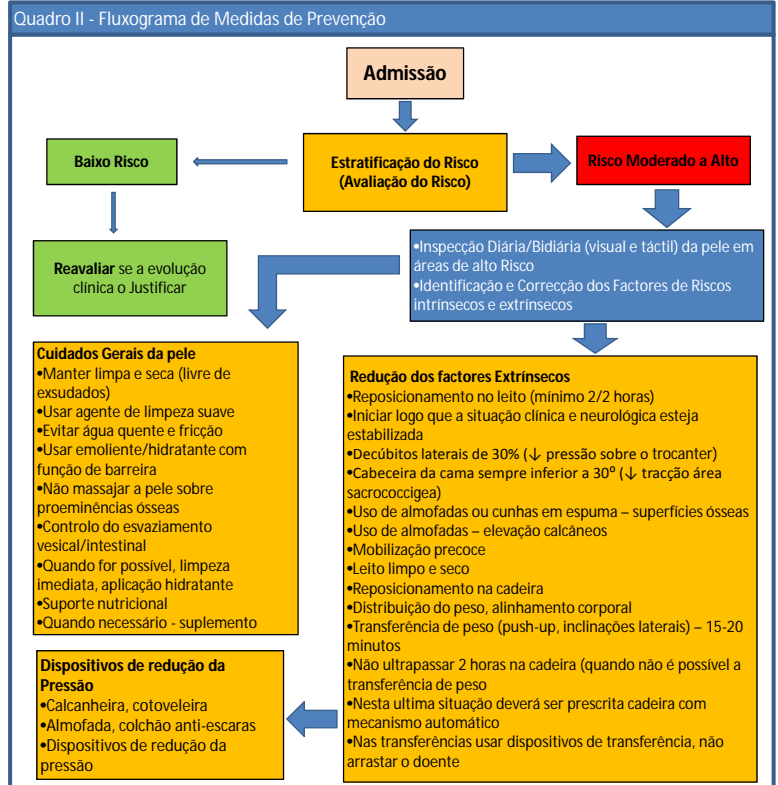 Quadro II - Fluxograma de Medidas de Prevenção
Admissão
Baixo Risco
Estratificação do Risco
(Avaliação do Risco)
Risco Moderado a Alto
Reavaliar se a evolução
clínica o Justificar
•Inspecção Diária/Bidiária (visual e táctil) da pele em
áreas de alto Risco
•Identificação e Correcção dos Factores de Riscos
intrínsecos e extrínsecos
Cuidados Gerais da pele
•Manter limpa e seca (livre de
exsudados)
•Usar agente de limpeza suave
•Evitar água quente e fricção
•Usar emoliente/hidratante com
função de barreira
•Não massajar a pele sobre
proeminências ósseas
•Controlo do esvaziamento
vesical/intestinal
•Quando for possível, limpeza
imediata, aplicação hidratante
•Suporte nutricional
•Quando necessário - suplemento
Redução dos factores Extrínsecos
•Reposicionamento no leito (mínimo 2/2 horas)
•Iniciar logo que a situação clínica e neurológica esteja
estabilizada
•Decúbitos laterais de 30% (↓ pressão sobre o trocanter)
•Cabeceira da cama sempre inferior a 30º (↓ tracção área
sacrococcigea)
•Uso de almofadas ou cunhas em espuma – superfícies ósseas
•Uso de almofadas – elevação calcâneos
•Mobilização precoce
•Leito limpo e seco
•Reposicionamento na cadeira
•Distribuição do peso, alinhamento corporal
•Transferência de peso (push-up, inclinações laterais) – 15-20
minutos
•Não ultrapassar 2 horas na cadeira (quando não é possível a
transferência de peso
•Nesta ultima situação deverá ser prescrita cadeira com
mecanismo automático
•Nas transferências usar dispositivos de transferência, não
arrastar o doente
Dispositivos de redução da
Pressão
•Calcanheira, cotoveleira
•Almofada, colchão anti-escaras
•Dispositivos de redução da
pressão